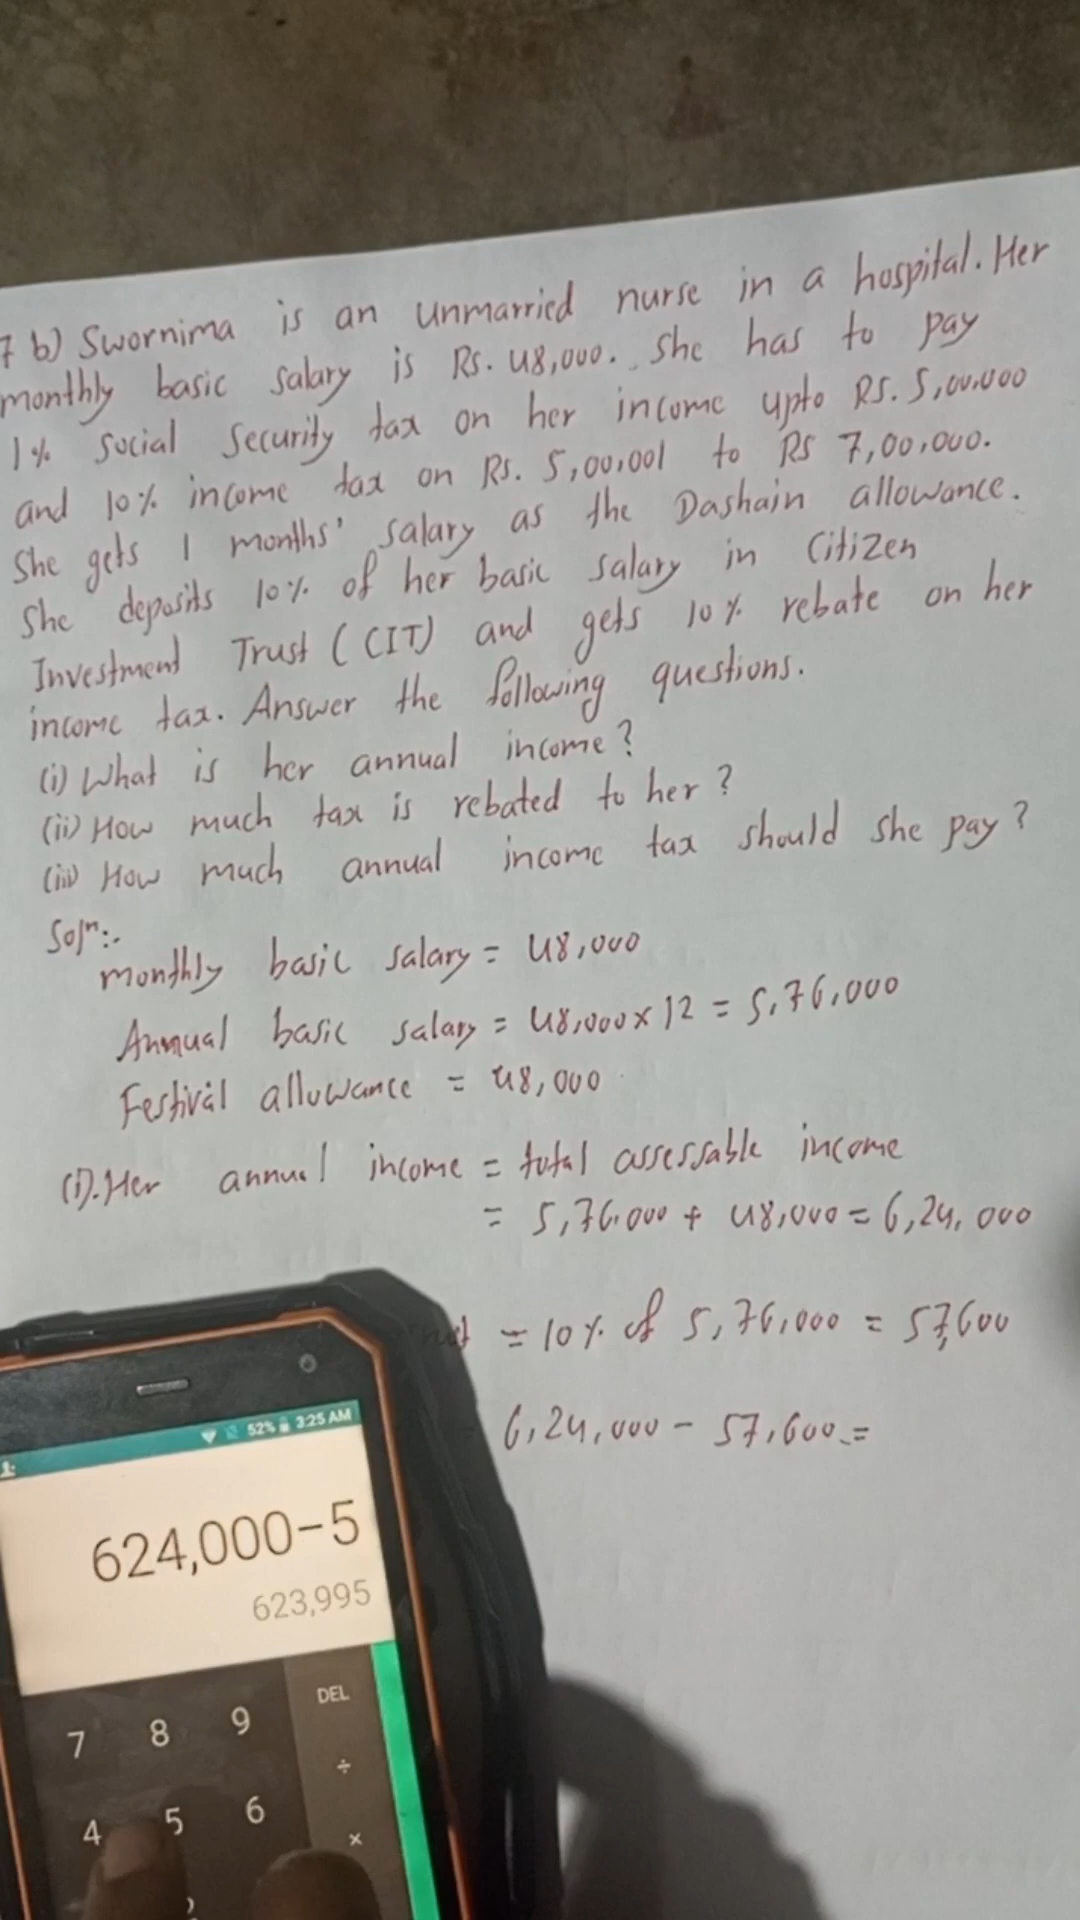 7 b) Swornima is an unmarried nurse in a hospital. Her
monthly basic salary is Rs. 48,000. She has to pay
1% Social Security tax on her income upto Rs. 5,00,000
and 10% income tax on Rs. 5,00,001 to Rs 7,00,000.
She gets 1 months' salary as the Dashain allowance.
She deposits 10% of her basic salary in Citizen
Investment Trust (CIT) and gets 10% rebate on her
income tax. Answer the following questions.
(i) What is her annual income?
(ii) How much tax is rebated to her?
(iii) How much annual income tax should she pay?
Solⁿ:-
monthly basic salary = 48,000
Annual basic salary = 48,000 x 12 = 5,76,000
Festival allowance = 48,000
(i). Her annual income = total assessable income
= 5,76,000 + 48,000 = 6,24,000
= 10% of 5,76,000 = 57,600
6,24,000 - 57,600 =
52% 3:25 AM
624,000-5
623,995
7 8 9 DEL
÷
4 5 6
×